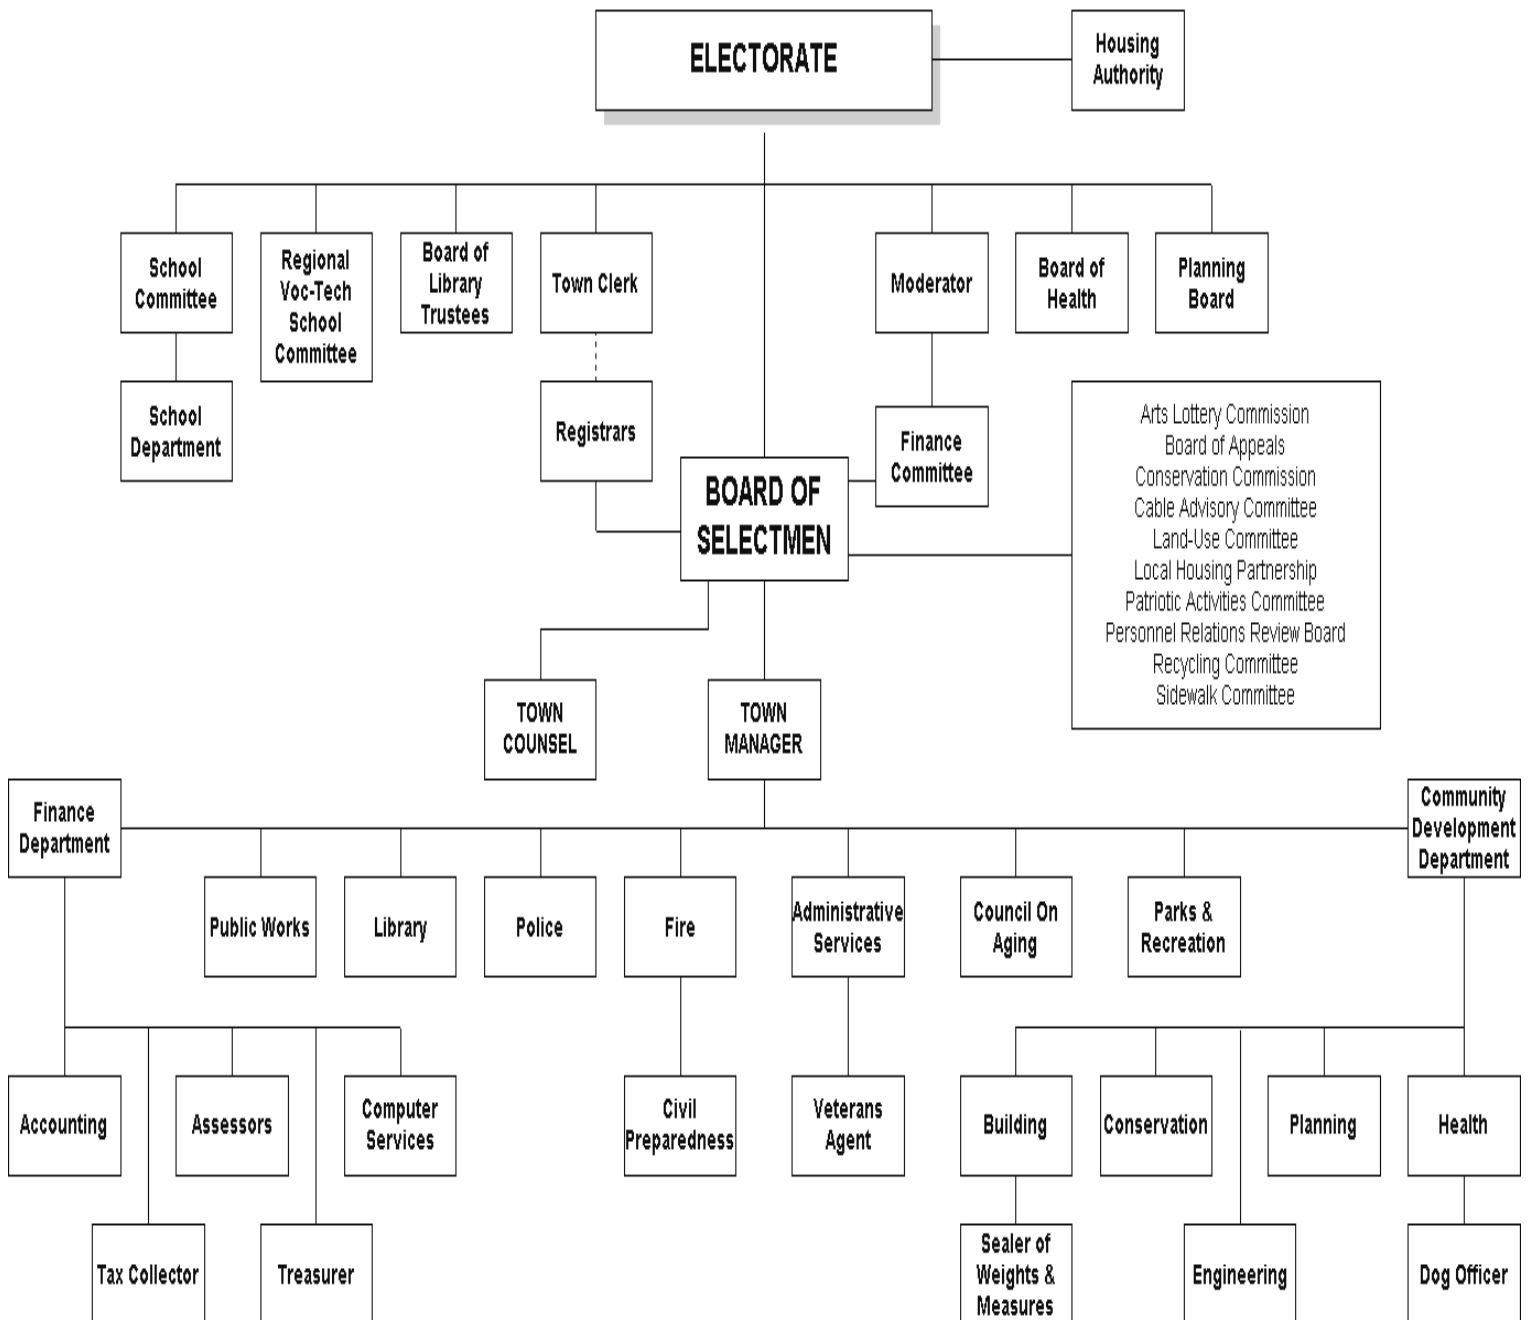 ELECTORATE
Housing
Authority
School
Committee
Regional
Voc-Tech
School
Committee
Board of
Library
Trustees
Town Clerk
Moderator
Board of
Health
Planning
Board
School
Department
Registrars
Finance
Committee
BOARD OF
SELECTMEN
Arts Lottery Commission
Board of Appeals
Conservation Commission
Cable Advisory Committee
Land-Use Committee
Local Housing Partnership
Patriotic Activities Committee
Personnel Relations Review Board
Recycling Committee
Sidewalk Committee
TOWN
COUNSEL
TOWN
MANAGER
Finance
Department
Community
Development
Department
Public Works
Library
Police
Fire
Administrative
Services
Council On
Aging
Parks &
Recreation
Accounting
Assessors
Computer
Services
Civil
Preparedness
Veterans
Agent
Building
Conservation
Planning
Health
Tax Collector
Treasurer
Sealer of
Weights &
Measures
Engineering
Dog Officer